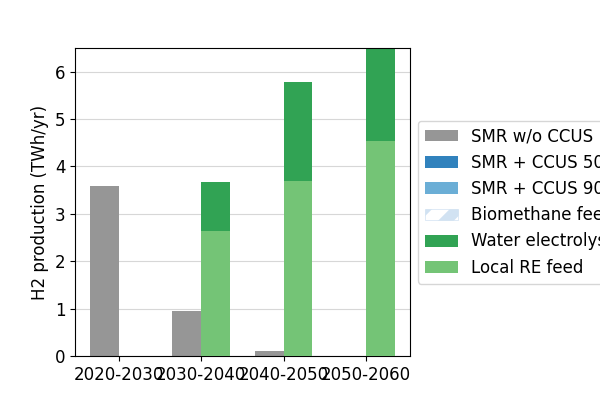 H2 production (TWh/yr)
6
5
4
3
2
1
0
2020-2030
2030-2040
2040-2050
2050-2060
SMR w/o CCUS
SMR + CCUS 50
SMR + CCUS 90
Biomethane fee
Water electrolys
Local RE feed